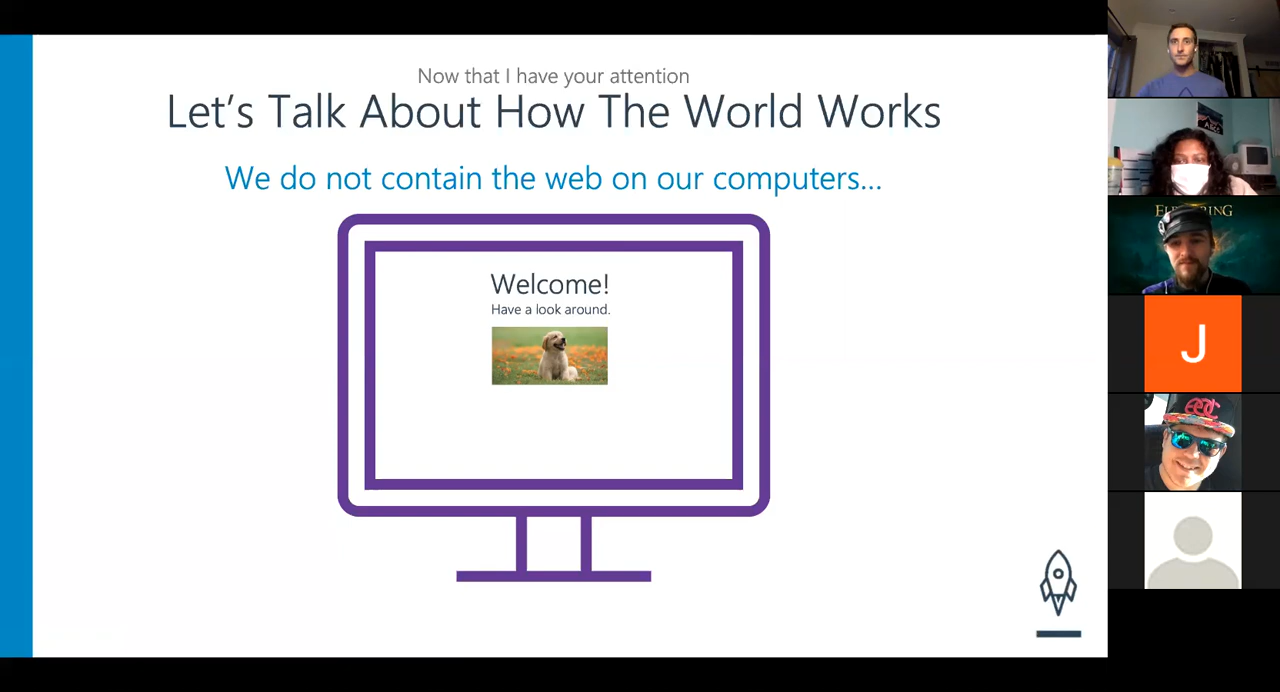 Now that I have your attention
Let's Talk About How The World Works
We do not contain the web on our computers...
Welcome!
Have a look around.
J